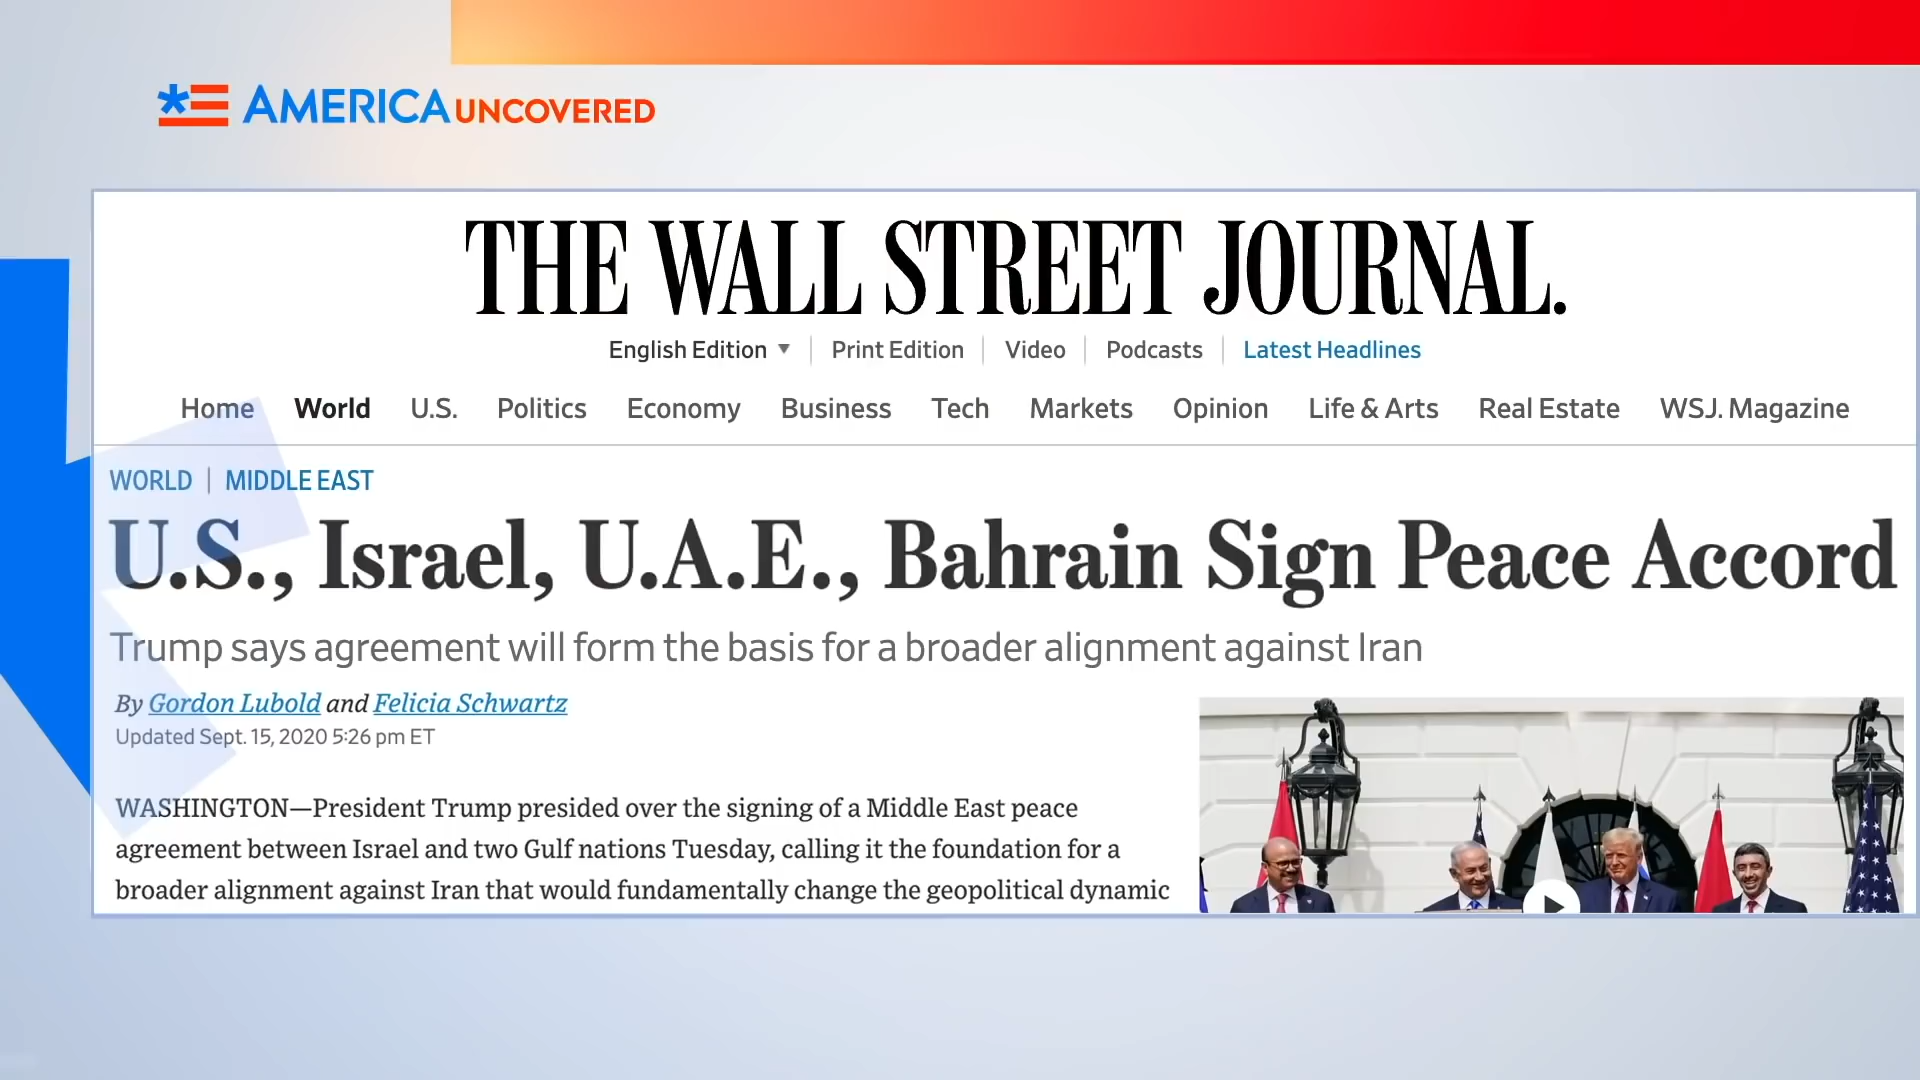 AMERICA UNCOVERED
THE WALL STREET JOURNAL.
English Edition Print Edition Video Podcasts Latest Headlines
Home World U.S. Politics Economy Business Tech Markets Opinion Life & Arts Real Estate WSJ. Magazine
WORLD | MIDDLE EAST
U.S., Israel, U.A.E., Bahrain Sign Peace Accord
Trump says agreement will form the basis for a broader alignment against Iran
By Gordon Lubold and Felicia Schwartz
Updated Sept. 15, 2020 5:26 pm ET
WASHINGTON—President Trump presided over the signing of a Middle East peace
agreement between Israel and two Gulf nations Tuesday, calling it the foundation for a
broader alignment against Iran that would fundamentally change the geopolitical dynamic